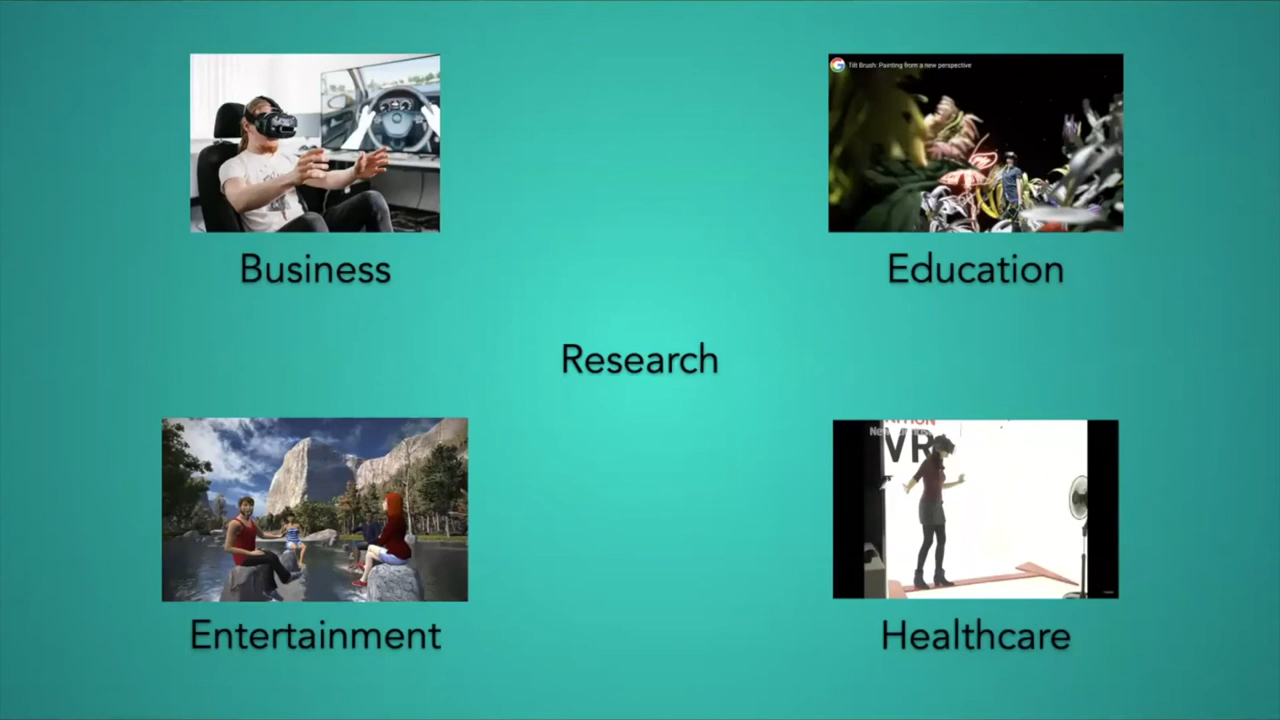 Tilt Brush: Painting from a new perspective
Business
Education
Research
VR
Entertainment
Healthcare